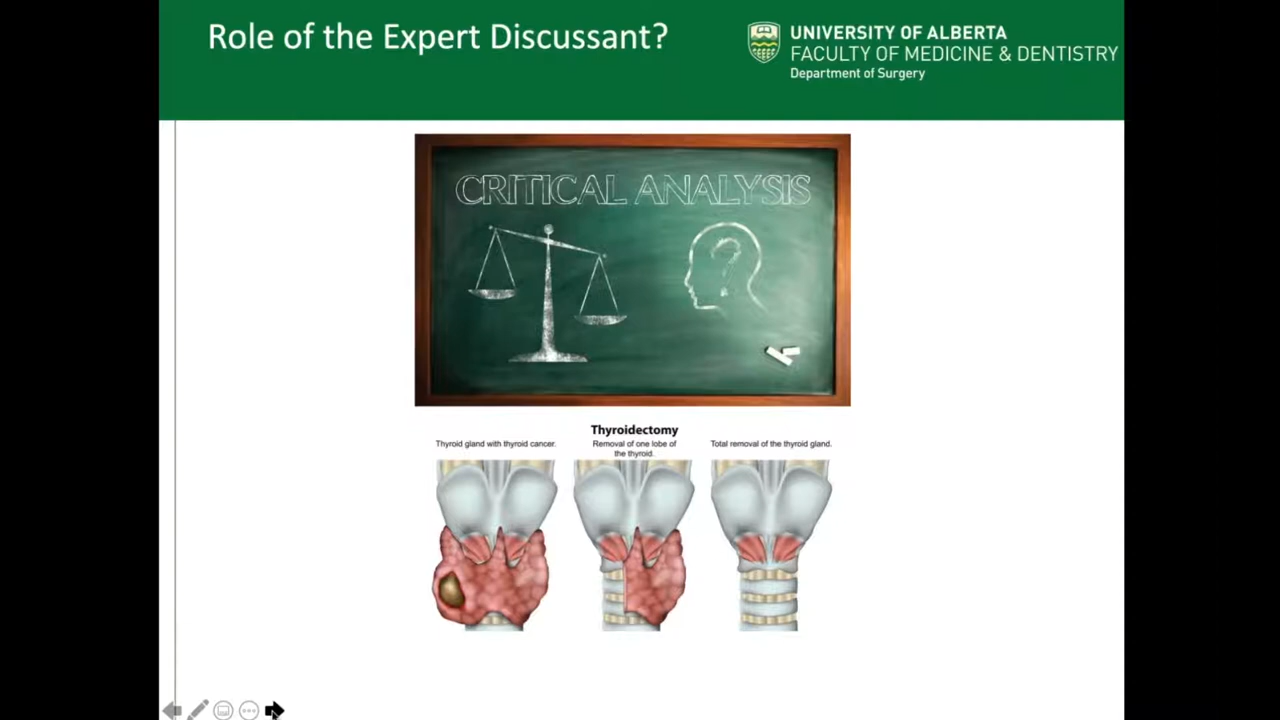 Role of the Expert Discussant?
UNIVERSITY OF ALBERTA
FACULTY OF MEDICINE & DENTISTRY
Department of Surgery
CRITICAL ANALYSIS
Thyroidectomy
Thyroid gland with thyroid cancer.
Removal of one lobe of
the thyroid.
Total removal of the thyroid gland.